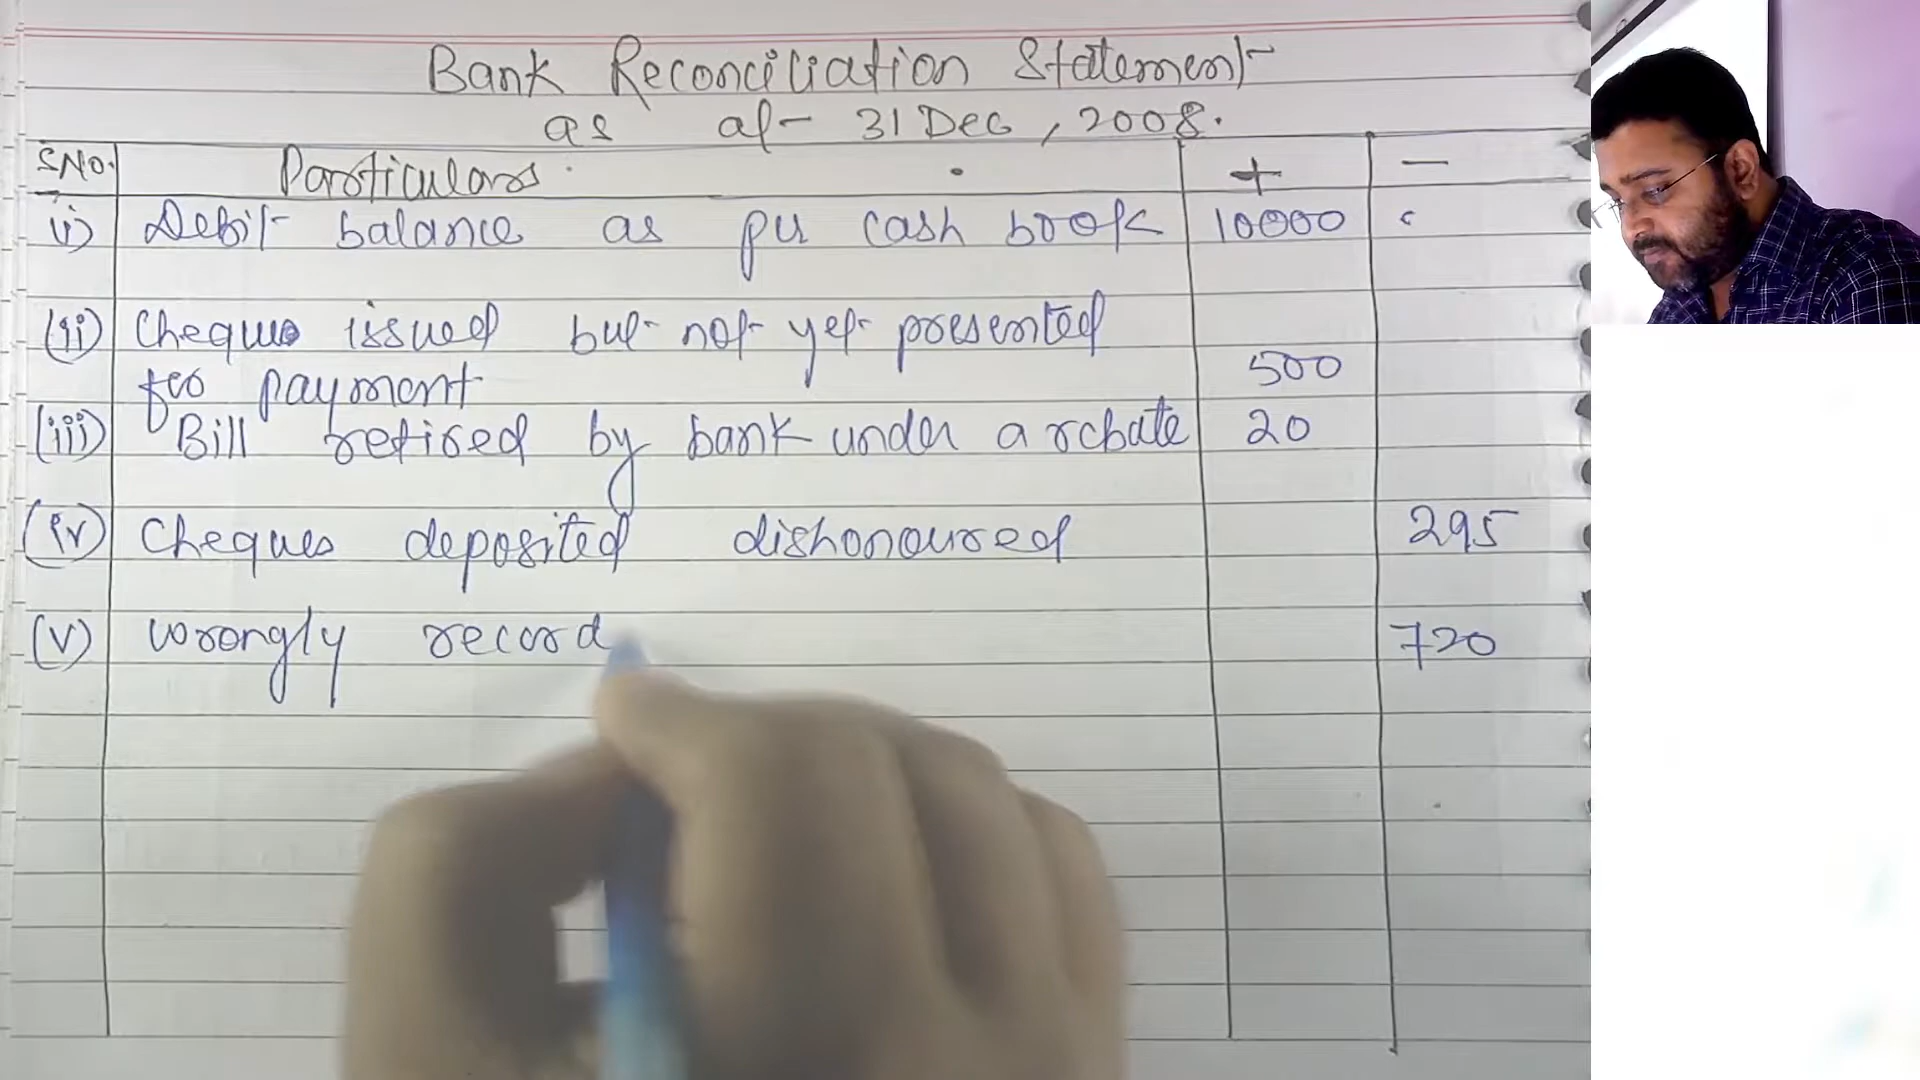 Bank Reconciliation Statement
as at 31 Dec, 2008.
S.No. Particulars + -
(i) Debit balance as per cash book 10000
(ii) Cheques issued but not yet presented
for payment 500
(iii) Bill retired by bank under a rebate 20
(iv) Cheques deposited dishonoured 295
(v) wrongly record 720